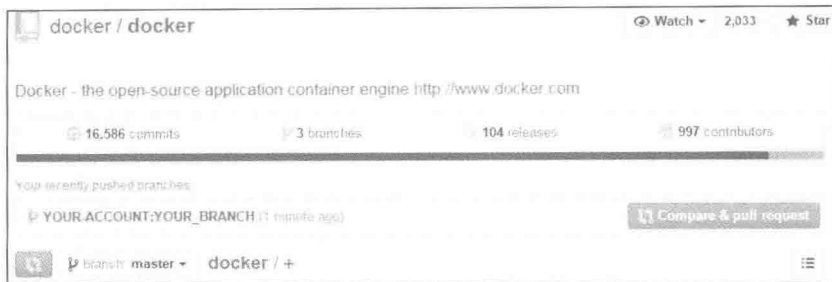 docker / docker Watch 2,033 Star
Docker - the open-source application container engine http://www.docker.com
16,586 commits 3 branches 104 releases 997 contributors
Your recently pushed branches:
YOUR-ACCOUNT:YOUR_BRANCH (1 minute ago)
Compare & pull request
branch: master docker / +